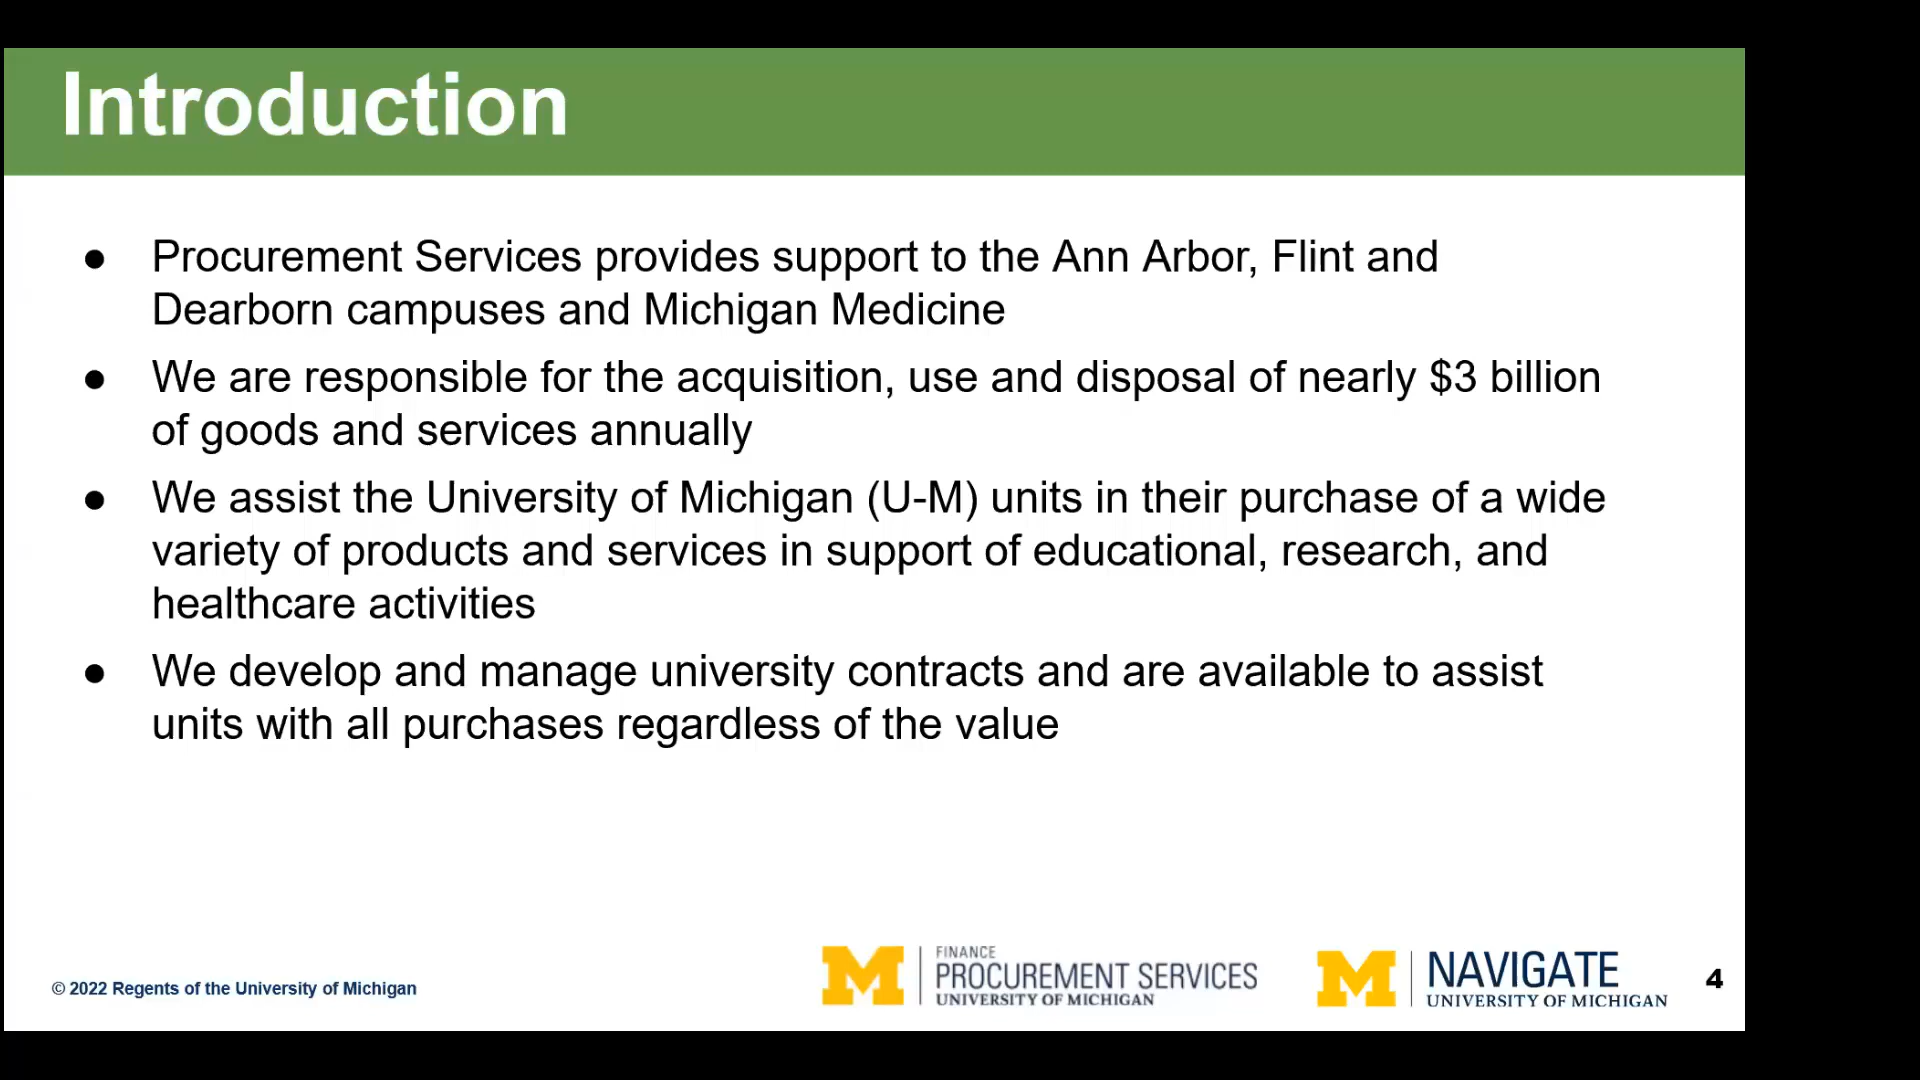 Introduction
● Procurement Services provides support to the Ann Arbor, Flint and
Dearborn campuses and Michigan Medicine
● We are responsible for the acquisition, use and disposal of nearly $3 billion
of goods and services annually
● We assist the University of Michigan (U-M) units in their purchase of a wide
variety of products and services in support of educational, research, and
healthcare activities
● We develop and manage university contracts and are available to assist
units with all purchases regardless of the value
© 2022 Regents of the University of Michigan
M
FINANCE
PROCUREMENT SERVICES
UNIVERSITY OF MICHIGAN
M
NAVIGATE
UNIVERSITY OF MICHIGAN
4